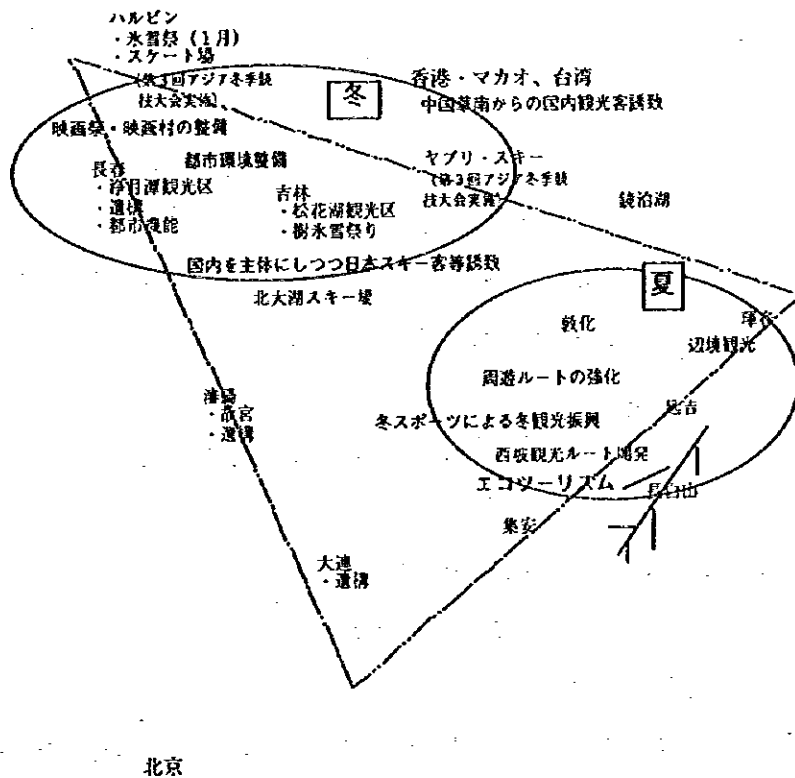 ハルビン
・氷雪祭（1月）
・スケート場
（第3回アジア冬季競
技大会実施）
冬
香港・マカオ、台湾
中国華南からの国内観光客誘致
映画祭・映画村の整備
都市環境整備
長春
・浄月潭観光区
・遺構
・都市機能
吉林
・松花湖観光区
・樹氷雪祭り
ヤブリ・スキー
（第3回アジア冬季競
技大会実施）
鏡泊湖
国内を主体にしつつ日本スキー客等誘致
北大湖スキー場
夏
敦化
琿春
辺境観光
周遊ルートの強化
延吉
冬スポーツによる冬観光振興
西坂観光ルート開発
エコツーリズム
長白山
集安
瀋陽
・故宮
・遺構
大連
・遺構
北京